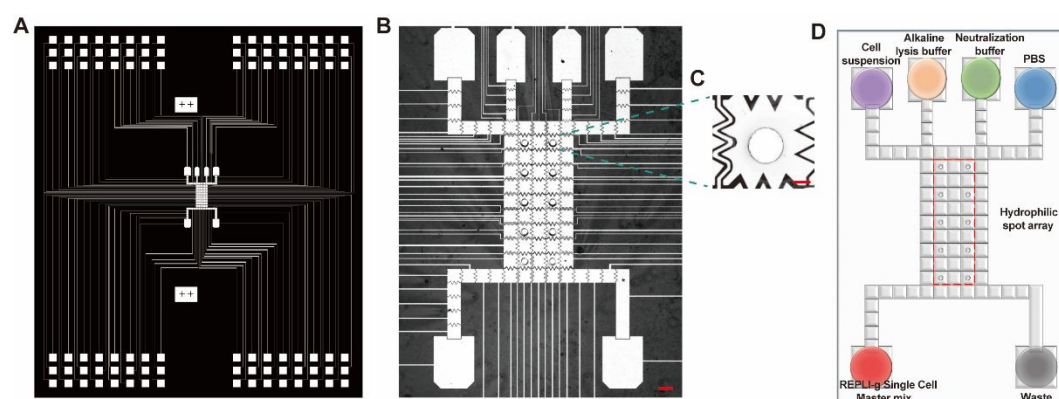 A
B
C
D
++
++
Cell
suspension
Alkaline
lysis buffer
Neutralization
buffer
PBS
Hydrophilic
spot array
REPLI-g Single Cell
Master mix
Waste